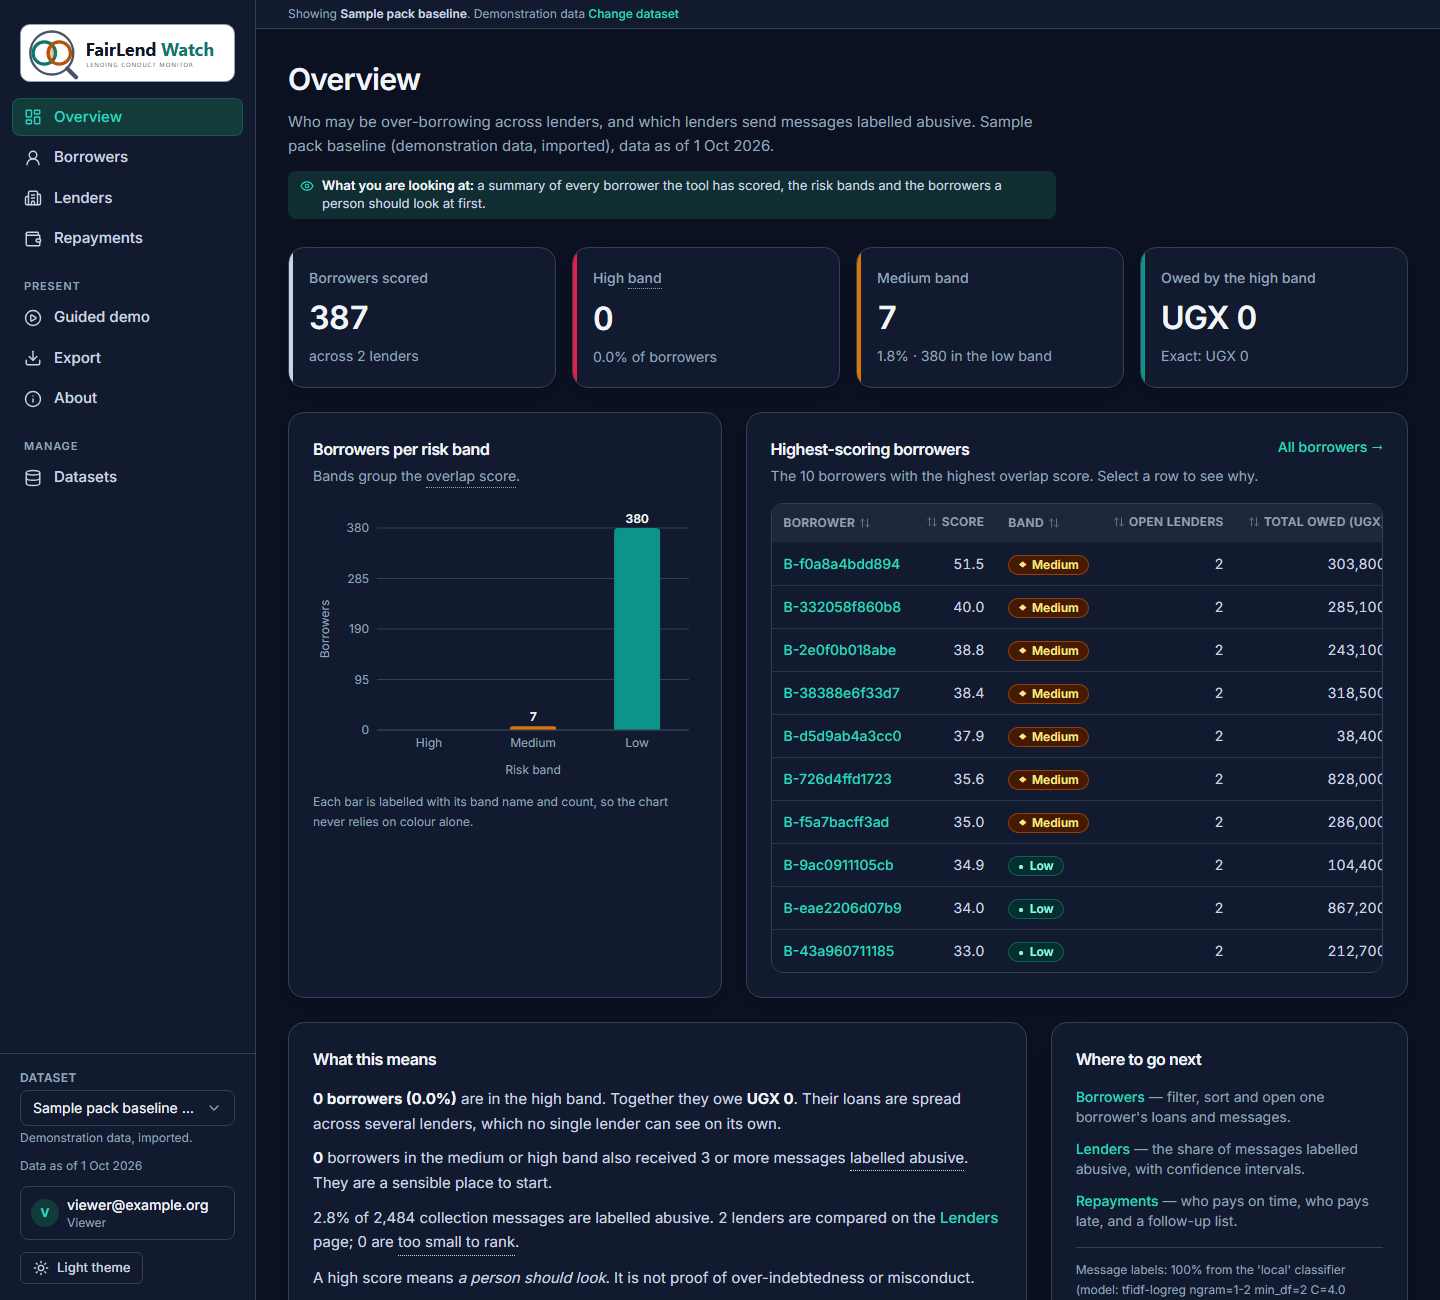 FairLend Watch
LENDING CONDUCT MONITOR
Overview
Borrowers
Lenders
Repayments
PRESENT
Guided demo
Export
About
MANAGE
Datasets
DATASET
Sample pack baseline ...
Demonstration data, imported.
Data as of 1 Oct 2026
V
viewer@example.org
Viewer
Light theme
Showing Sample pack baseline. Demonstration data Change dataset
Overview
Who may be over-borrowing across lenders, and which lenders send messages labelled abusive. Sample
pack baseline (demonstration data, imported), data as of 1 Oct 2026.
What you are looking at: a summary of every borrower the tool has scored, the risk bands and the borrowers a
person should look at first.
Borrowers scored
387
across 2 lenders
High band
0
0.0% of borrowers
Medium band
7
1.8% · 380 in the low band
Owed by the high band
UGX 0
Exact: UGX 0
Borrowers per risk band
Bands group the overlap score.
Borrowers
380
285
190
95
0
7
380
High
Medium
Low
Risk band
Each bar is labelled with its band name and count, so the chart
never relies on colour alone.
Highest-scoring borrowers
All borrowers →
The 10 borrowers with the highest overlap score. Select a row to see why.
BORROWER ↑↓ ↑↓ SCORE BAND ↑↓ ↑↓ OPEN LENDERS ↑↓ TOTAL OWED (UGX
B-f0a8a4bdd894 51.5 Medium 2 303,800
B-332058f860b8 40.0 Medium 2 285,100
B-2e0f0b018abe 38.8 Medium 2 243,100
B-38388e6f33d7 38.4 Medium 2 318,500
B-d5d9ab4a3cc0 37.9 Medium 2 38,400
B-726d4ffd1723 35.6 Medium 2 828,000
B-f5a7bacff3ad 35.0 Medium 2 286,000
B-9ac0911105cb 34.9 Low 2 104,400
B-eae2206d07b9 34.0 Low 2 867,200
B-43a960711185 33.0 Low 2 212,700
What this means
0 borrowers (0.0%) are in the high band. Together they owe UGX 0. Their loans are spread
across several lenders, which no single lender can see on its own.
0 borrowers in the medium or high band also received 3 or more messages labelled abusive.
They are a sensible place to start.
2.8% of 2,484 collection messages are labelled abusive. 2 lenders are compared on the Lenders
page; 0 are too small to rank.
A high score means a person should look. It is not proof of over-indebtedness or misconduct.
Where to go next
Borrowers — filter, sort and open one
borrower's loans and messages.
Lenders — the share of messages labelled
abusive, with confidence intervals.
Repayments — who pays on time, who pays
late, and a follow-up list.
Message labels: 100% from the 'local' classifier
(model: tfidf-logreg ngram=1-2 min_df=2 C=4.0